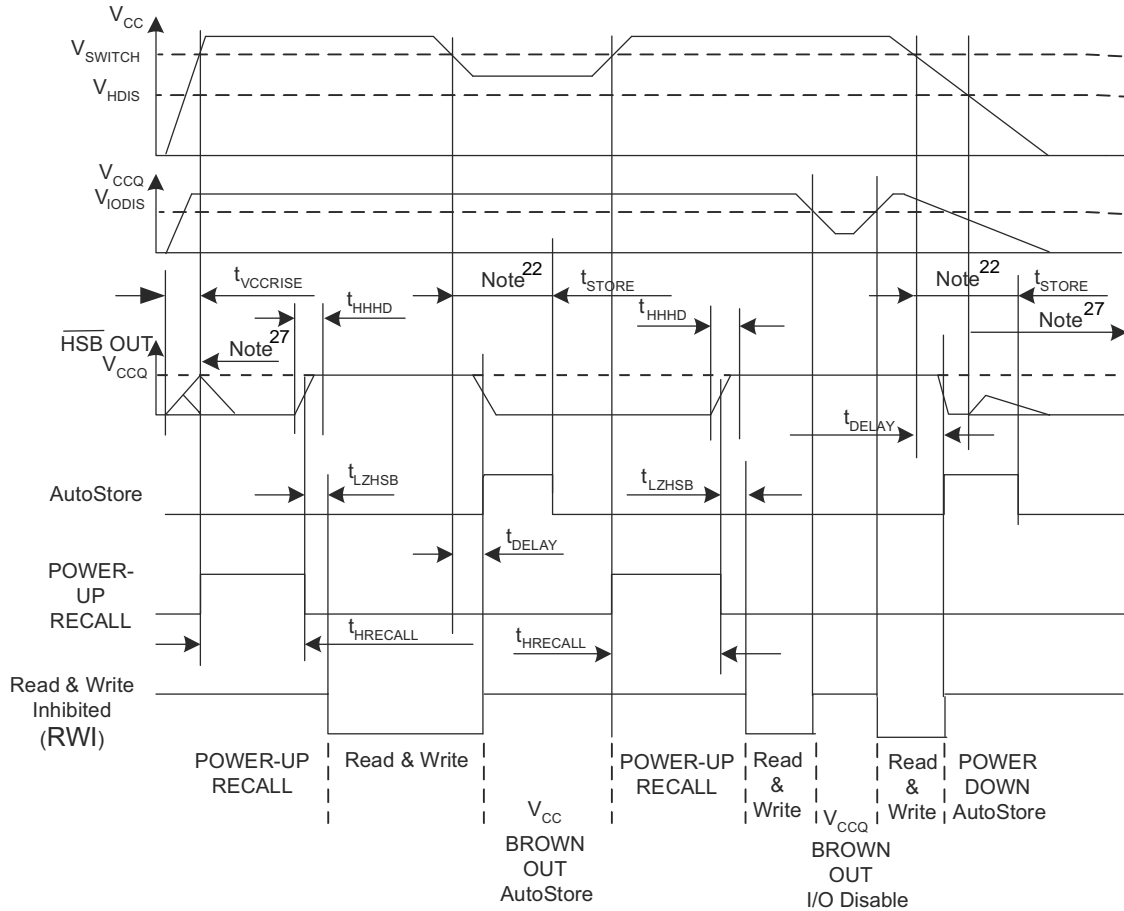 VCC
VSWITCH
VHDIS
VCCQ
VIODIS
tVCCRISE
Note22
tSTORE
Note22
tSTORE
tHHHD
tHHHD
Note27
HSB OUT
Note27
VCCQ
tDELAY
tLZHSB
tLZHSB
AutoStore
tDELAY
POWER-
UP
RECALL
tHRECALL
tHRECALL
Read & Write
Inhibited
(RWI)
POWER-UP
RECALL
Read & Write
VCC
BROWN
OUT
AutoStore
POWER-UP
RECALL
Read
&
Write
VCCQ
BROWN
OUT
I/O Disable
Read
&
Write
POWER
DOWN
AutoStore